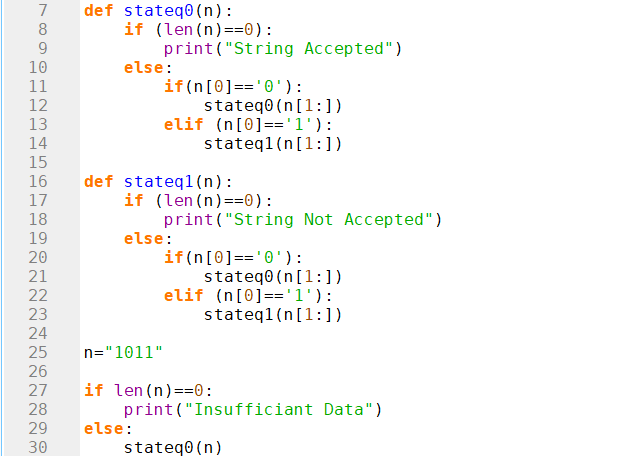 7 def stateq0(n):
8     if (len(n)==0):
9         print("String Accepted")
10     else:
11         if(n[0]=='0'):
12             stateq0(n[1:])
13         elif (n[0]=='1'):
14             stateq1(n[1:])
15
16 def stateq1(n):
17     if (len(n)==0):
18         print("String Not Accepted")
19     else:
20         if(n[0]=='0'):
21             stateq0(n[1:])
22         elif (n[0]=='1'):
23             stateq1(n[1:])
24
25 n="1011"
26
27 if len(n)==0:
28     print("Insufficiant Data")
29 else:
30     stateq0(n)